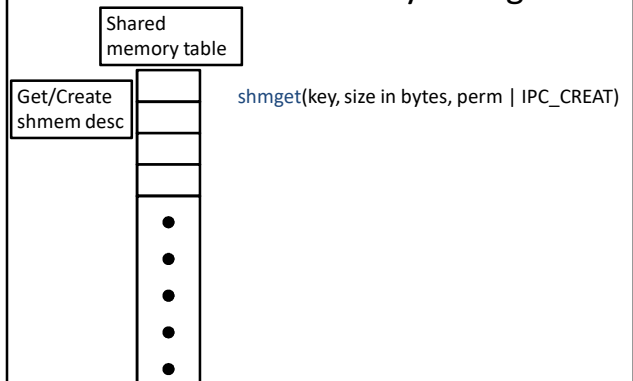 Shared
memory table
Get/Create
shmem desc
shmget(key, size in bytes, perm | IPC_CREAT)